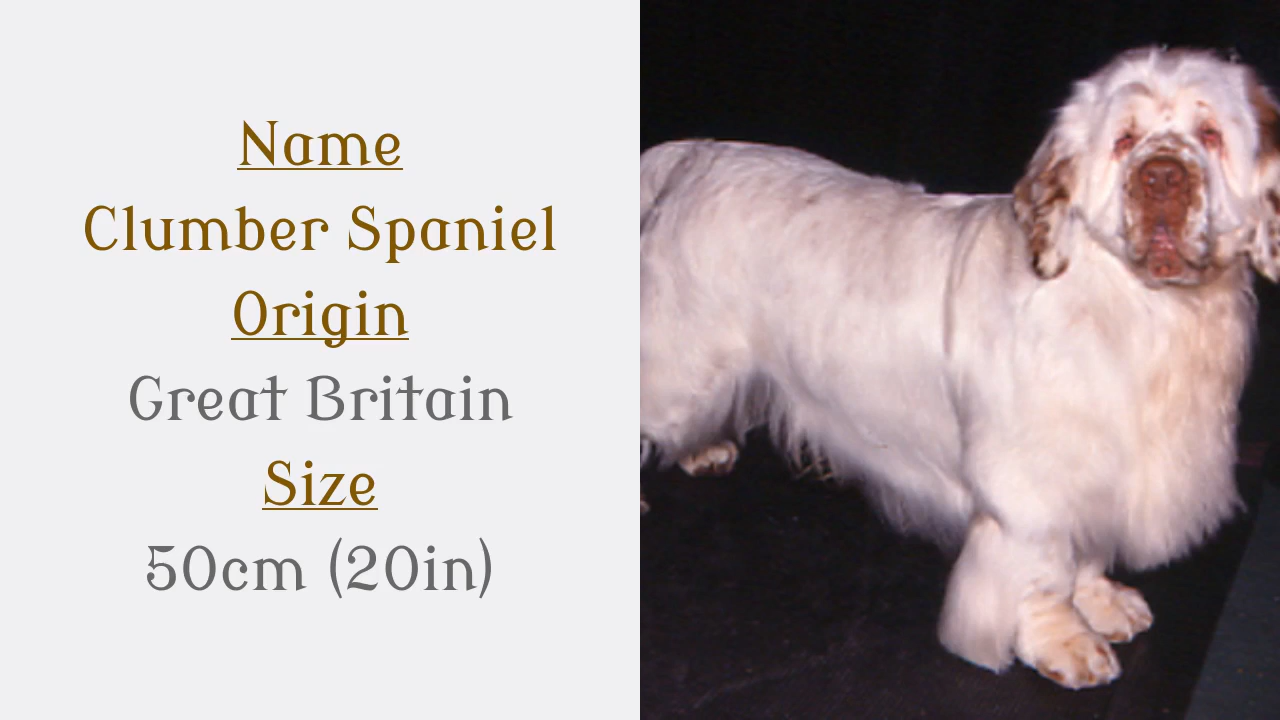 Name
Clumber Spaniel
Origin
Great Britain
Size
50cm (20in)